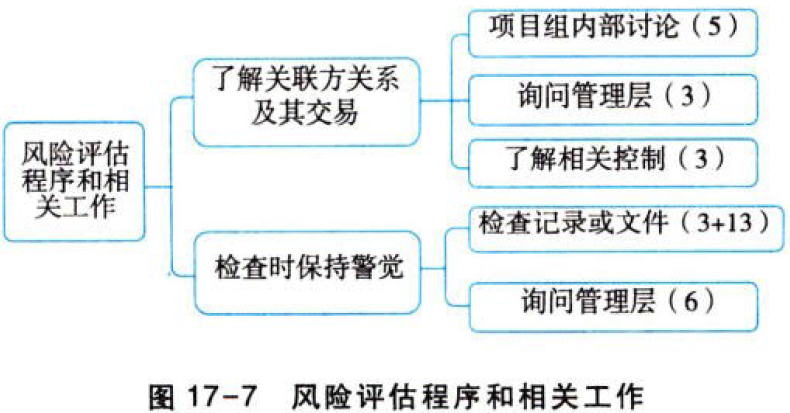 风险评估
程序和相
关工作
了解关联方关系
及其交易
项目组内部讨论（5）
询问管理层（3）
了解相关控制（3）
检查时保持警觉
检查记录或文件（3+13）
询问管理层（6）
图 17-7 风险评估程序和相关工作